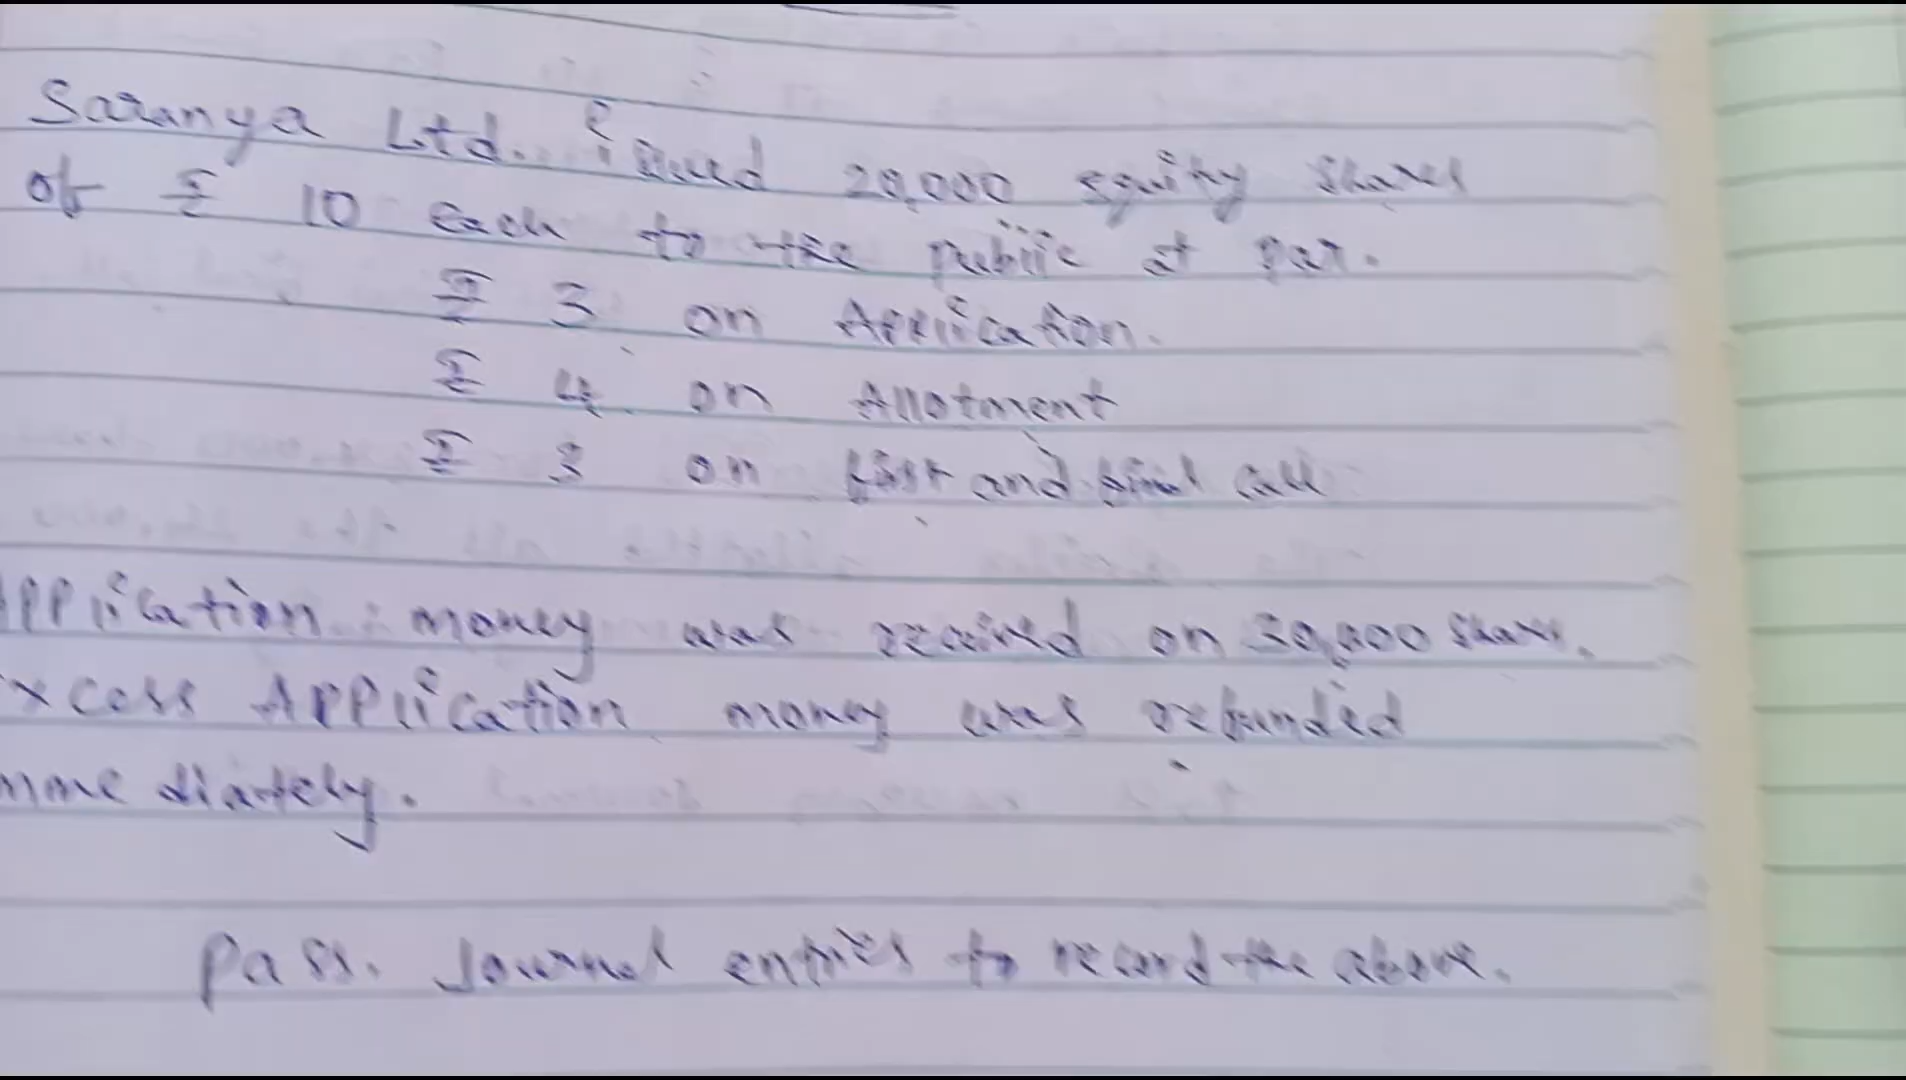 Saranya Ltd. issued 20,000 equity shares
of ₹ 10 each to the public at par.
₹ 3 on Application.
₹ 4 on Allotment
₹ 3 on first and final call
Application money was received on 30,000 shares.
xcess Application money was refunded
mmediately.
Pass. Journal entries to record the above.